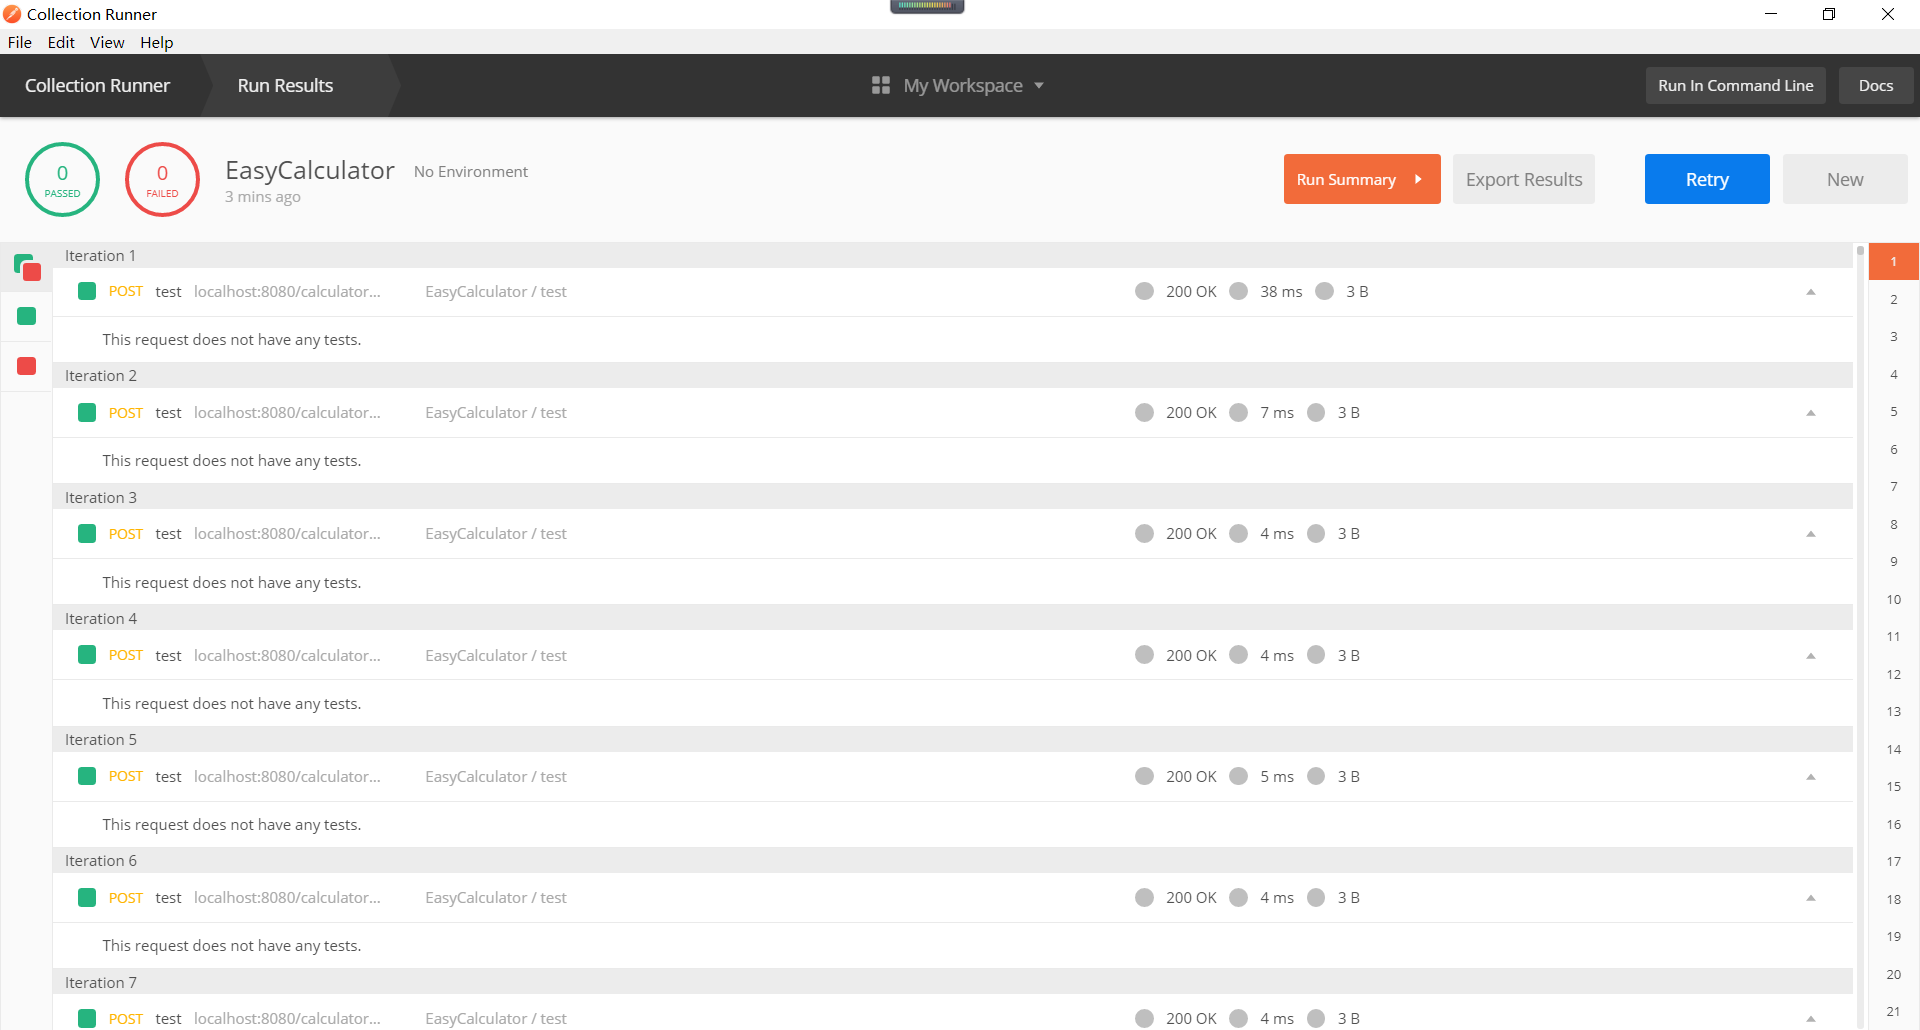 Collection Runner
File Edit View Help
Collection Runner Run Results My Workspace Run In Command Line Docs
0 PASSED
0 FAILED
EasyCalculator No Environment
3 mins ago
Run Summary Export Results Retry New
Iteration 1
POST test localhost:8080/calculator... EasyCalculator / test 200 OK 38 ms 3 B
This request does not have any tests.
Iteration 2
POST test localhost:8080/calculator... EasyCalculator / test 200 OK 7 ms 3 B
This request does not have any tests.
Iteration 3
POST test localhost:8080/calculator... EasyCalculator / test 200 OK 4 ms 3 B
This request does not have any tests.
Iteration 4
POST test localhost:8080/calculator... EasyCalculator / test 200 OK 4 ms 3 B
This request does not have any tests.
Iteration 5
POST test localhost:8080/calculator... EasyCalculator / test 200 OK 5 ms 3 B
This request does not have any tests.
Iteration 6
POST test localhost:8080/calculator... EasyCalculator / test 200 OK 4 ms 3 B
This request does not have any tests.
Iteration 7
POST test localhost:8080/calculator... EasyCalculator / test 200 OK 4 ms 3 B
1
2
3
4
5
6
7
8
9
10
11
12
13
14
15
16
17
18
19
20
21